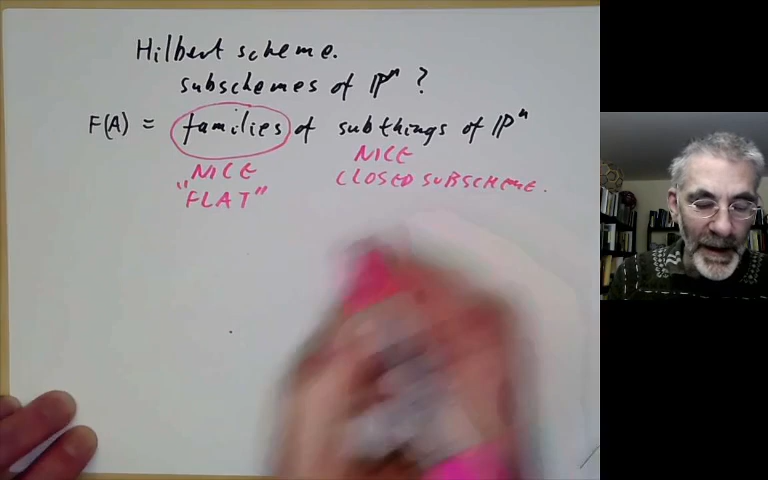 Hilbert scheme.
subschemes of ℙⁿ ?
F(A) = families of subthings of ℙⁿ
NICE NICE
"FLAT" CLOSED SUBSCHEME.